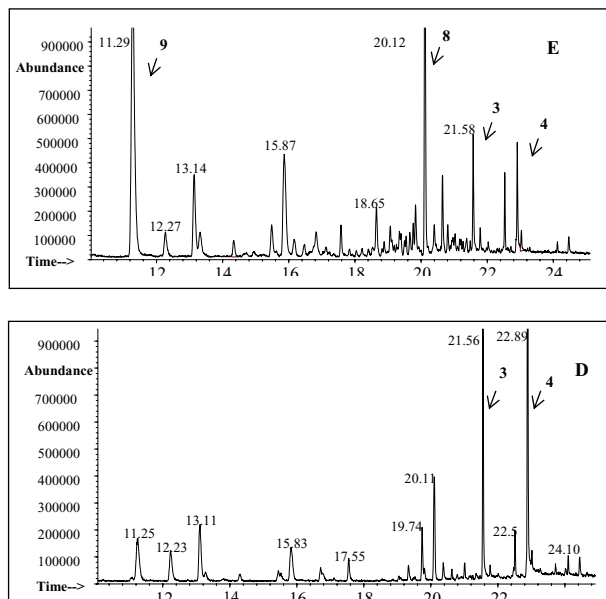 900000 11.29 9 20.12 8 E
Abundance
3
700000 21.58 4
600000
500000 13.14 15.87
400000
300000 18.65
200000 12.27
100000
Time--> 12 14 16 18 20 22 24
900000 21.56 22.89
Abundance D
3 4
700000
600000
500000
400000 20.11
300000 13.11
200000 11.25 12.23 15.83 19.74 22.5
100000 17.55 24.10
Time--> 12 14 16 18 20 22